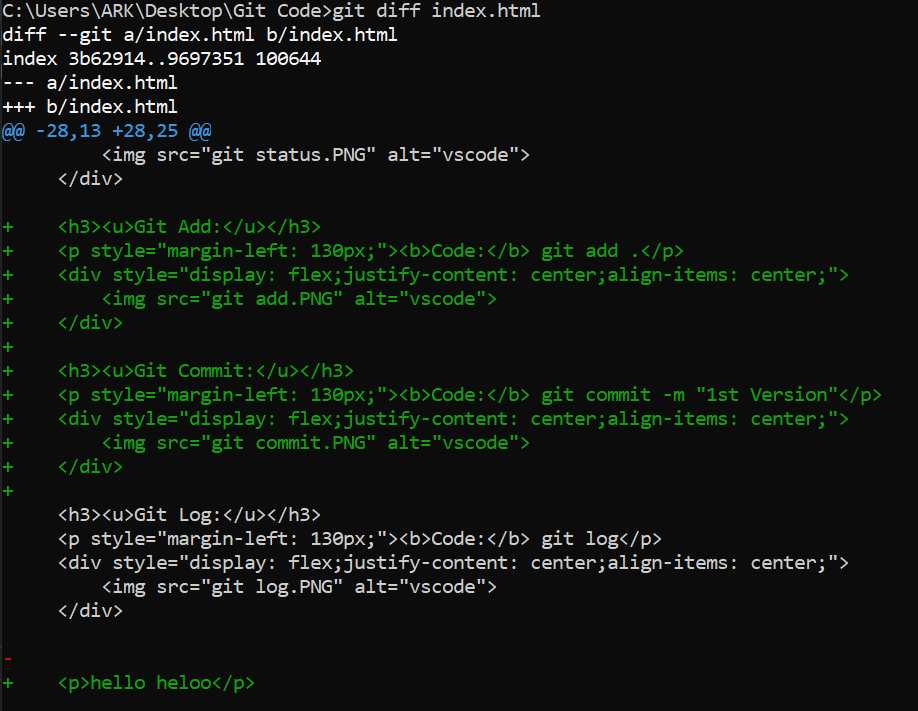 C:\Users\ARK\Desktop\Git Code>git diff index.html
diff --git a/index.html b/index.html
index 3b62914..9697351 100644
--- a/index.html
+++ b/index.html
@@ -28,13 +28,25 @@
         <img src="git status.PNG" alt="vscode">
     </div>

+    <h3><u>Git Add:</u></h3>
+    <p style="margin-left: 130px;"><b>Code:</b> git add .</p>
+    <div style="display: flex;justify-content: center;align-items: center;">
+        <img src="git add.PNG" alt="vscode">
+    </div>
+
+    <h3><u>Git Commit:</u></h3>
+    <p style="margin-left: 130px;"><b>Code:</b> git commit -m "1st Version"</p>
+    <div style="display: flex;justify-content: center;align-items: center;">
+        <img src="git commit.PNG" alt="vscode">
+    </div>
+
     <h3><u>Git Log:</u></h3>
     <p style="margin-left: 130px;"><b>Code:</b> git log</p>
     <div style="display: flex;justify-content: center;align-items: center;">
         <img src="git log.PNG" alt="vscode">
     </div>

-
+    <p>hello heloo</p>